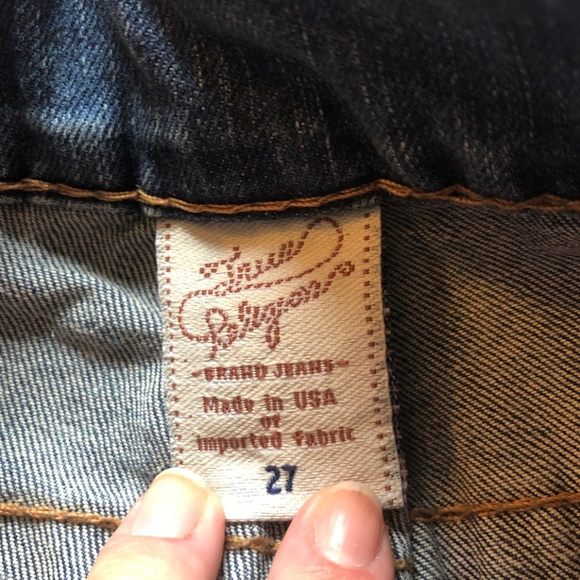 True
Religion
BRAND JEANS
Made in USA
of
imported fabric
27